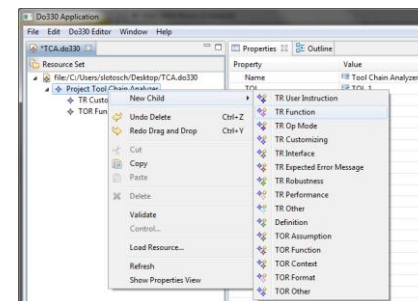 Do330 Application
File Edit Do330 Editor Window Help
*TCA.do330
Properties Outline
Resource Set
Property Value
file:/C:/Users/slotosch/Desktop/TCA.do330
Name Tool Chain Analyzer
Project Tool Chain Analyzer
TQL TQL 1
TR Custo
TOR Fun
New Child
Undo Delete Ctrl+Z
Redo Drag and Drop Ctrl+Y
Cut
Copy
Paste
Delete
Validate
Control...
Load Resource...
Refresh
Show Properties View
TR User Instruction
TR Function
TR Op Mode
TR Customizing
TR Interface
TR Expected Error Message
TR Robustness
TR Performance
TR Other
Definition
TOR Assumption
TOR Function
TOR Context
TOR Format
TOR Other